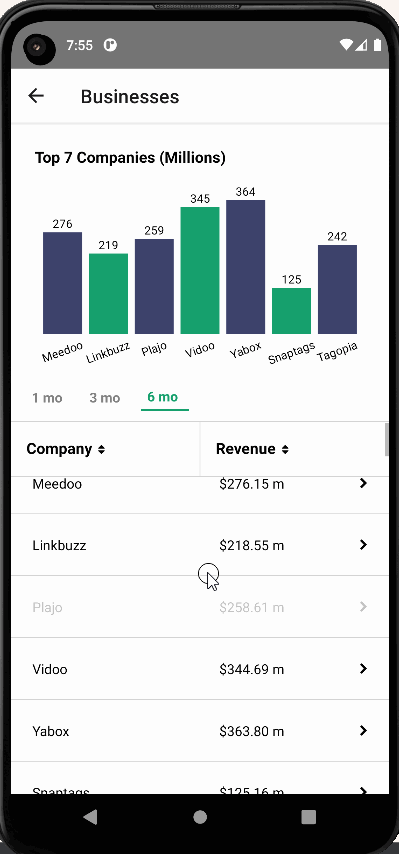 7:55
Businesses
Top 7 Companies (Millions)
276 219 259 345 364 125 242
Meedoo Linkbuzz Plajo Vidoo Yabox Snaptags Tagopia
1 mo 3 mo 6 mo
Company Revenue
Meedoo $276.15 m
Linkbuzz $218.55 m
Plajo $258.61 m
Vidoo $344.69 m
Yabox $363.80 m
Snaptags $125.16 m